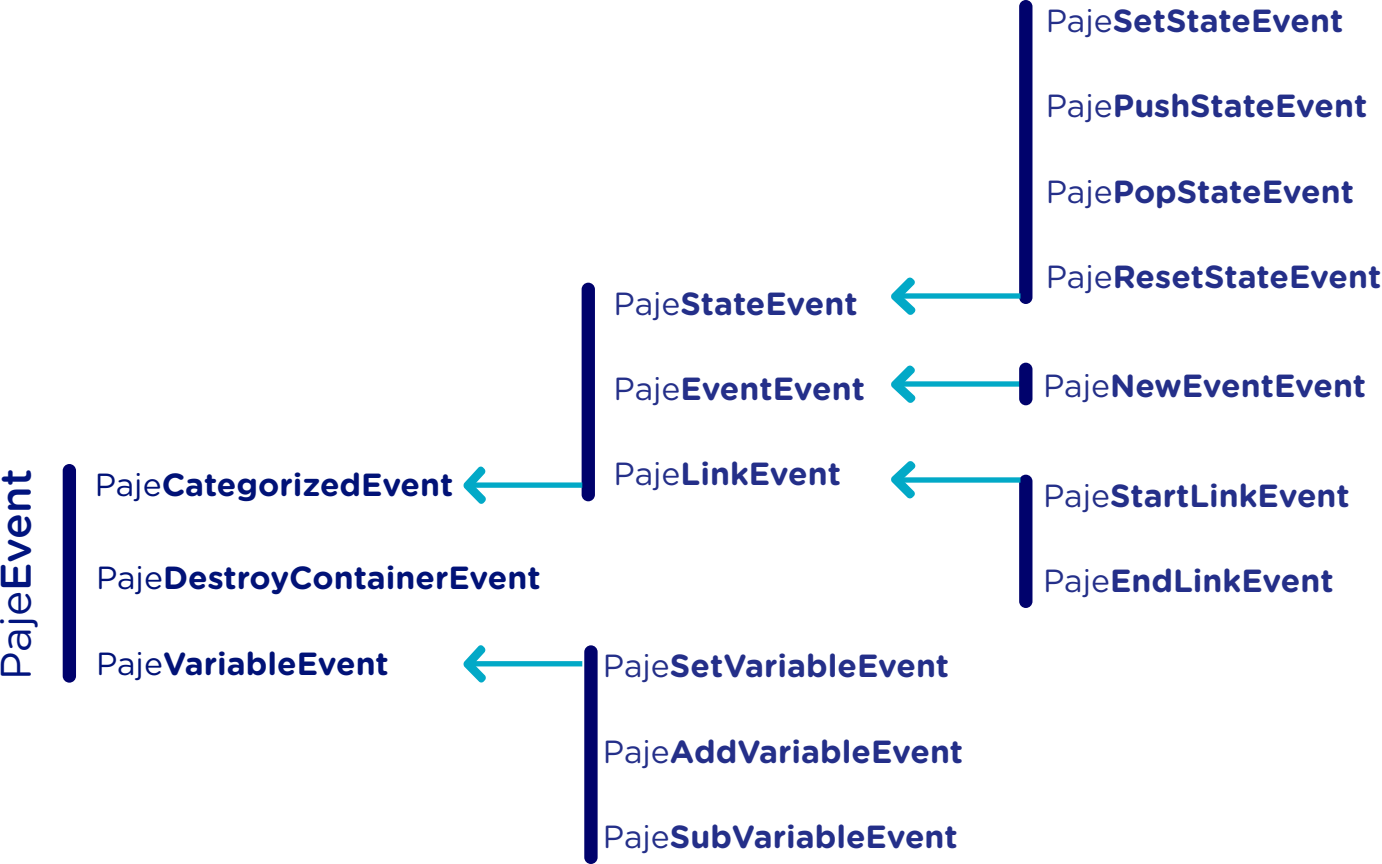 PajeEvent
PajeCategorizedEvent
PajeDestroyContainerEvent
PajeVariableEvent
PajeStateEvent
PajeEventEvent
PajeLinkEvent
PajeSetVariableEvent
PajeAddVariableEvent
PajeSubVariableEvent
PajeSetStateEvent
PajePushStateEvent
PajePopStateEvent
PajeResetStateEvent
PajeNewEventEvent
PajeStartLinkEvent
PajeEndLinkEvent